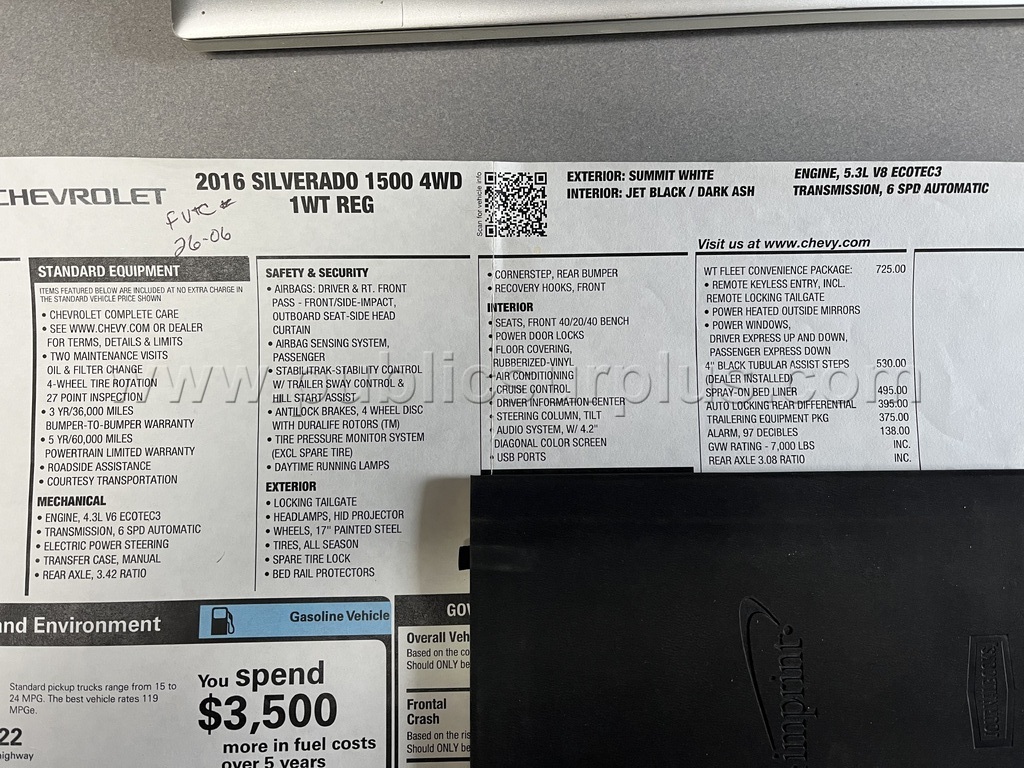 CHEVROLET
2016 SILVERADO 1500 4WD
1WT REG
26-06
Scan for vehicle info
EXTERIOR: SUMMIT WHITE
INTERIOR: JET BLACK / DARK ASH
ENGINE, 5.3L V8 ECOTEC3
TRANSMISSION, 6 SPD AUTOMATIC
Visit us at www.chevy.com
STANDARD EQUIPMENT
ITEMS FEATURED BELOW ARE INCLUDED AT NO EXTRA CHARGE IN
THE STANDARD VEHICLE PRICE SHOWN
• CHEVROLET COMPLETE CARE
• SEE WWW.CHEVY.COM OR DEALER
FOR TERMS, DETAILS & LIMITS
• TWO MAINTENANCE VISITS
OIL & FILTER CHANGE
4-WHEEL TIRE ROTATION
27 POINT INSPECTION
• 3 YR/36,000 MILES
BUMPER-TO-BUMPER WARRANTY
• 5 YR/60,000 MILES
POWERTRAIN LIMITED WARRANTY
• ROADSIDE ASSISTANCE
• COURTESY TRANSPORTATION
MECHANICAL
• ENGINE, 4.3L V6 ECOTEC3
• TRANSMISSION, 6 SPD AUTOMATIC
• ELECTRIC POWER STEERING
• TRANSFER CASE, MANUAL
• REAR AXLE, 3.42 RATIO
SAFETY & SECURITY
• AIRBAGS: DRIVER & RT. FRONT
PASS - FRONT/SIDE-IMPACT,
OUTBOARD SEAT-SIDE HEAD
CURTAIN
• AIRBAG SENSING SYSTEM,
PASSENGER
• STABILITRAK-STABILITY CONTROL
W/ TRAILER SWAY CONTROL &
HILL START ASSIST
• ANTILOCK BRAKES, 4 WHEEL DISC
WITH DURALIFE ROTORS (TM)
• TIRE PRESSURE MONITOR SYSTEM
(EXCL SPARE TIRE)
• DAYTIME RUNNING LAMPS
EXTERIOR
• LOCKING TAILGATE
• HEADLAMPS, HID PROJECTOR
• WHEELS, 17" PAINTED STEEL
• TIRES, ALL SEASON
• SPARE TIRE LOCK
• BED RAIL PROTECTORS
• CORNERSTEP, REAR BUMPER
• RECOVERY HOOKS, FRONT
INTERIOR
• SEATS, FRONT 40/20/40 BENCH
• POWER DOOR LOCKS
• FLOOR COVERING,
RUBBERIZED-VINYL
• AIR CONDITIONING
• CRUISE CONTROL
• DRIVER INFORMATION CENTER
• STEERING COLUMN, TILT
• AUDIO SYSTEM, W/ 4.2"
DIAGONAL COLOR SCREEN
• USB PORTS
WT FLEET CONVENIENCE PACKAGE: 725.00
• REMOTE KEYLESS ENTRY, INCL.
REMOTE LOCKING TAILGATE
• POWER HEATED OUTSIDE MIRRORS
• POWER WINDOWS,
DRIVER EXPRESS UP AND DOWN,
PASSENGER EXPRESS DOWN
4" BLACK TUBULAR ASSIST STEPS 530.00
(DEALER INSTALLED)
SPRAY-ON BED LINER 495.00
AUTO LOCKING REAR DIFFERENTIAL 395.00
TRAILERING EQUIPMENT PKG 375.00
ALARM, 97 DECIBLES 138.00
GVW RATING - 7,000 LBS INC.
REAR AXLE 3.08 RATIO INC.
www.publicsurplus.com
nd Environment
Gasoline Vehicle
Standard pickup trucks range from 15 to
24 MPG. The best vehicle rates 119
MPGe.
22
highway
You spend
$3,500
more in fuel costs
over 5 years
GOV
Overall Veh
Based on the co
Should ONLY be
Frontal
Crash
Based on the ris
Should ONLY be
imprint